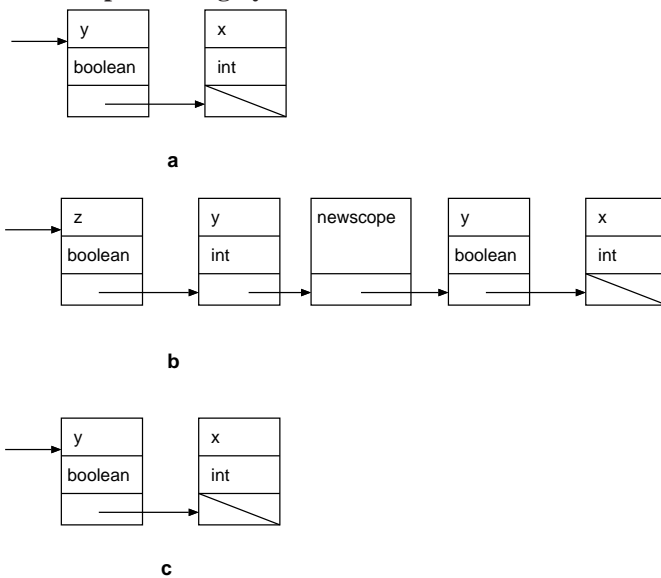 y x
boolean int
a
z y newscope y x
boolean int boolean int
b
y x
boolean int
c